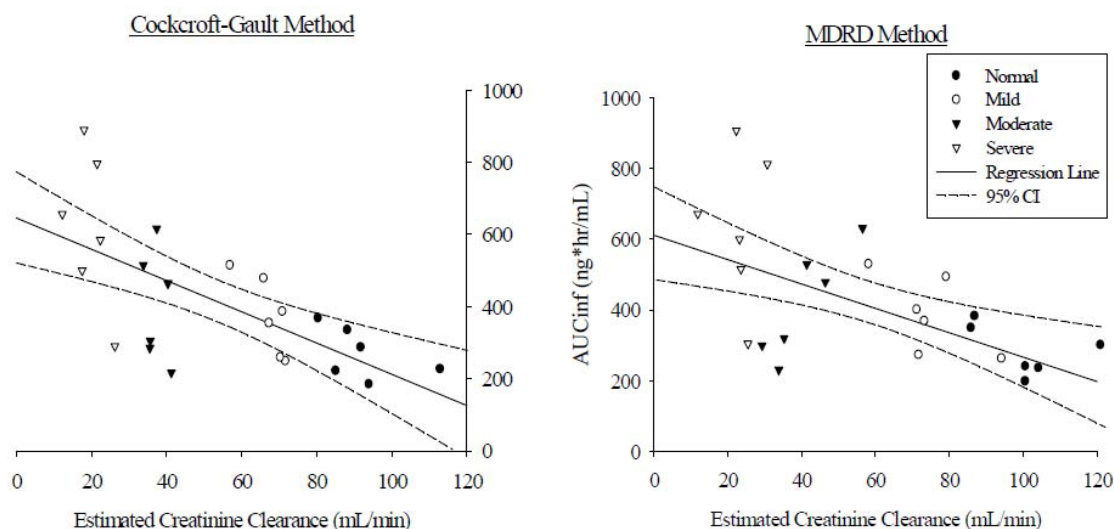 Cockcroft-Gault Method
1000
800
600
400
200
0
0 20 40 60 80 100 120
Estimated Creatinine Clearance (mL/min)
MDRD Method
Normal
Mild
Moderate
Severe
Regression Line
95% CI
AUCinf (ng*hr/mL)
1000
800
600
400
200
0
0 20 40 60 80 100 120
Estimated Creatinine Clearance (mL/min)